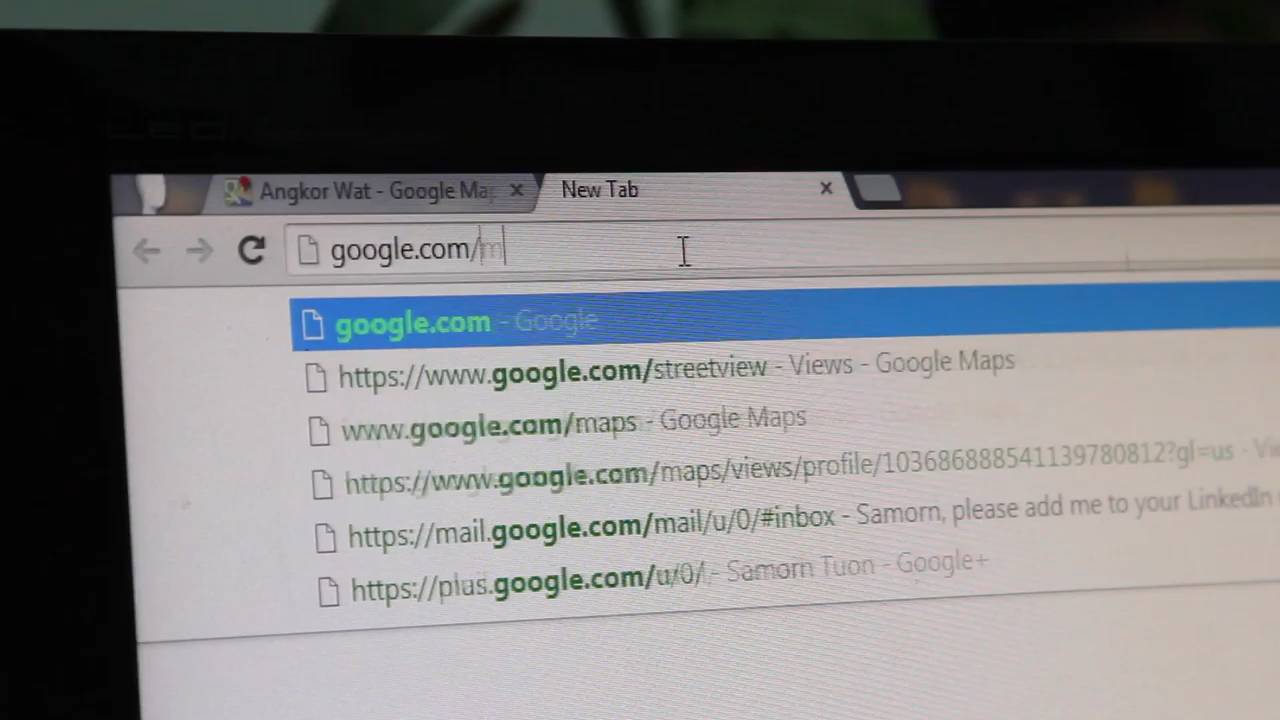 Angkor Wat - Google Ma
New Tab
google.com/m
google.com - Google
https://www.google.com/streetview - Views - Google Maps
www.google.com/maps - Google Maps
https://www.google.com/maps/views/profile/103686888541139780812?gl=us - Vi
https://mail.google.com/mail/u/0/#inbox - Samorn, please add me to your LinkedIn
https://plus.google.com/u/0/ - Samorn Tuon - Google+